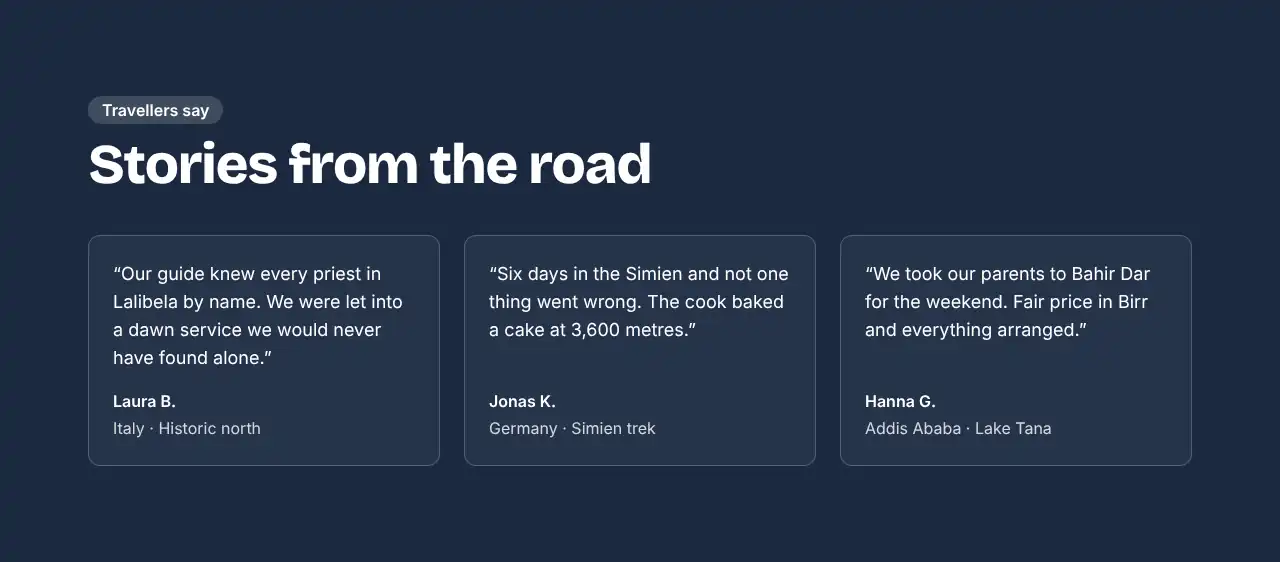 Travellers say
Stories from the road
“Our guide knew every priest in
Lalibela by name. We were let into
a dawn service we would never
have found alone.”
Laura B.
Italy · Historic north
“Six days in the Simien and not one
thing went wrong. The cook baked
a cake at 3,600 metres.”
Jonas K.
Germany · Simien trek
“We took our parents to Bahir Dar
for the weekend. Fair price in Birr
and everything arranged.”
Hanna G.
Addis Ababa · Lake Tana